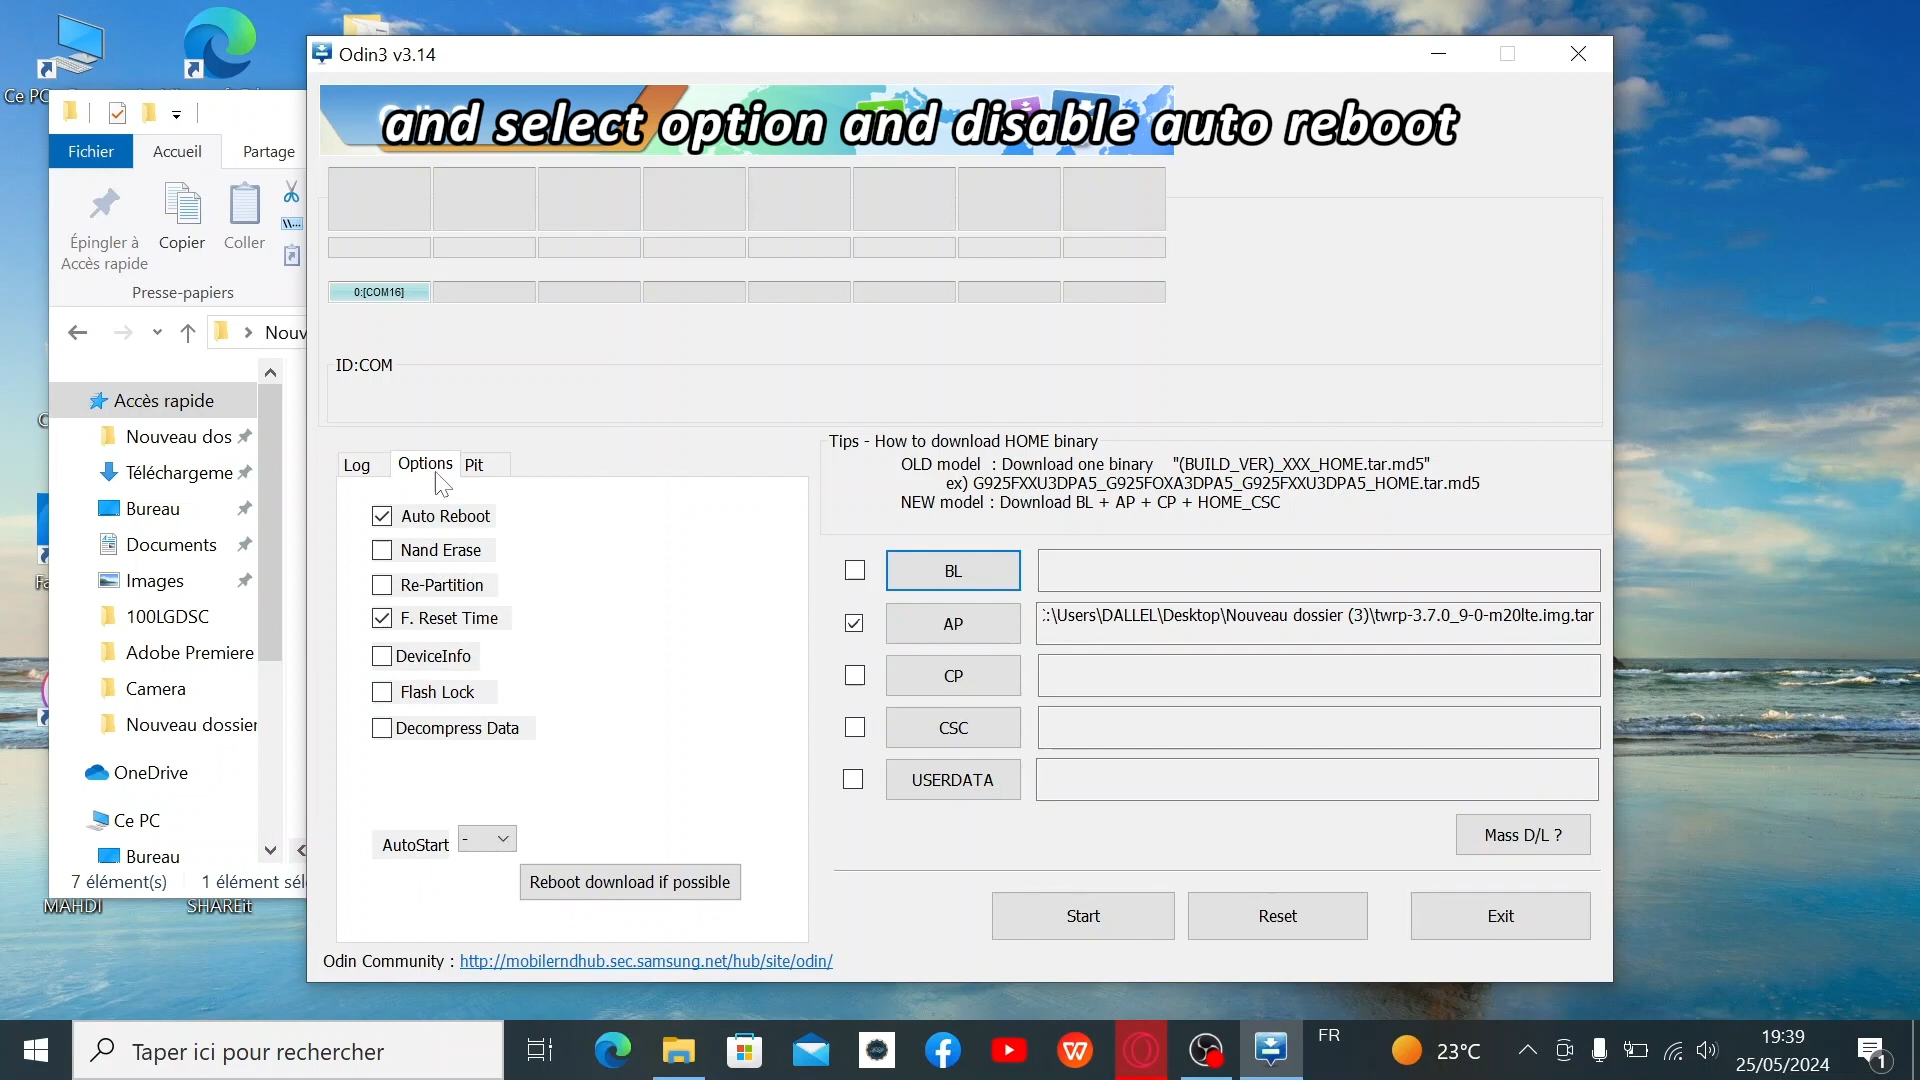 Ce PC
Odin3 v3.14
and select option and disable auto reboot
Fichier
Accueil
Partage
Épingler à
Accès rapide
Copier
Coller
\\...
Presse-papiers
Nouv
0:[COM16]
ID:COM
Accès rapide
Nouveau dos
Téléchargeme
Bureau
Documents
Images
100LGDSC
Adobe Premiere
Camera
Nouveau dossier
OneDrive
Ce PC
Bureau
7 élément(s)
1 élément sél
MAHDI
SHAREit
Log
Options
Pit
Auto Reboot
Nand Erase
Re-Partition
F. Reset Time
DeviceInfo
Flash Lock
Decompress Data
AutoStart
-
Reboot download if possible
Tips - How to download HOME binary
OLD model : Download one binary "(BUILD_VER)_XXX_HOME.tar.md5"
ex) G925FXXU3DPA5_G925FOXA3DPA5_G925FXXU3DPA5_HOME.tar.md5
NEW model : Download BL + AP + CP + HOME_CSC
BL
AP
:\Users\DALLEL\Desktop\Nouveau dossier (3)\twrp-3.7.0_9-0-m20lte.img.tar
CP
CSC
USERDATA
Mass D/L ?
Start
Reset
Exit
Odin Community : http://mobilerndhub.sec.samsung.net/hub/site/odin/
Taper ici pour rechercher
FR
23°C
19:39
25/05/2024
1